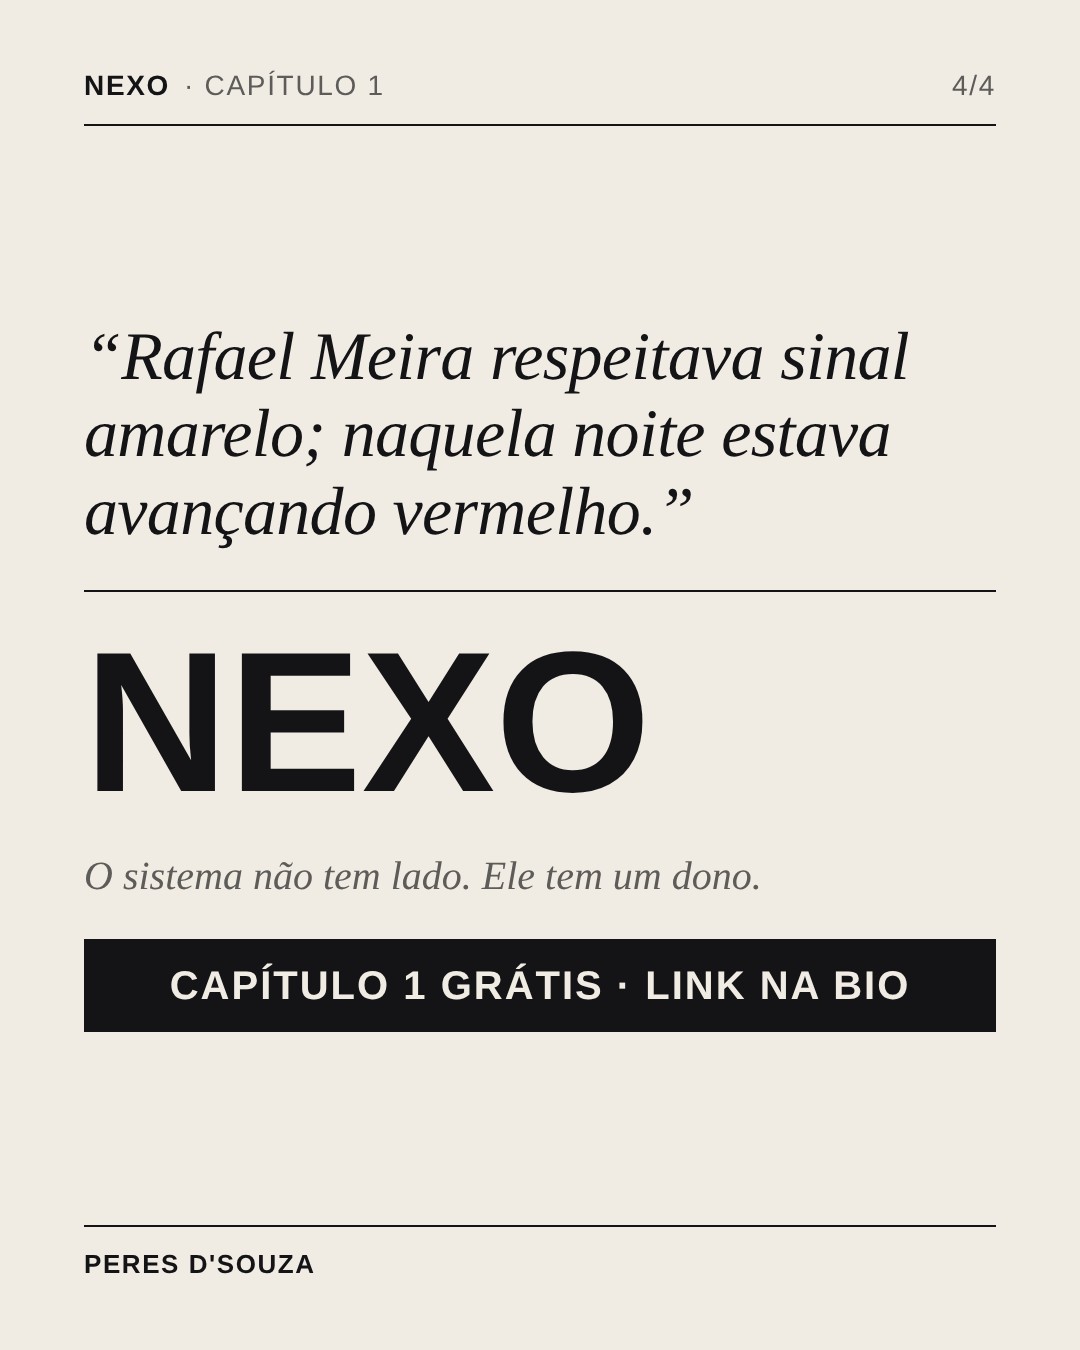 NEXO · CAPÍTULO 1 4/4
“Rafael Meira respeitava sinal
amarelo; naquela noite estava
avançando vermelho.”
NEXO
O sistema não tem lado. Ele tem um dono.
CAPÍTULO 1 GRÁTIS · LINK NA BIO
PERES D'SOUZA